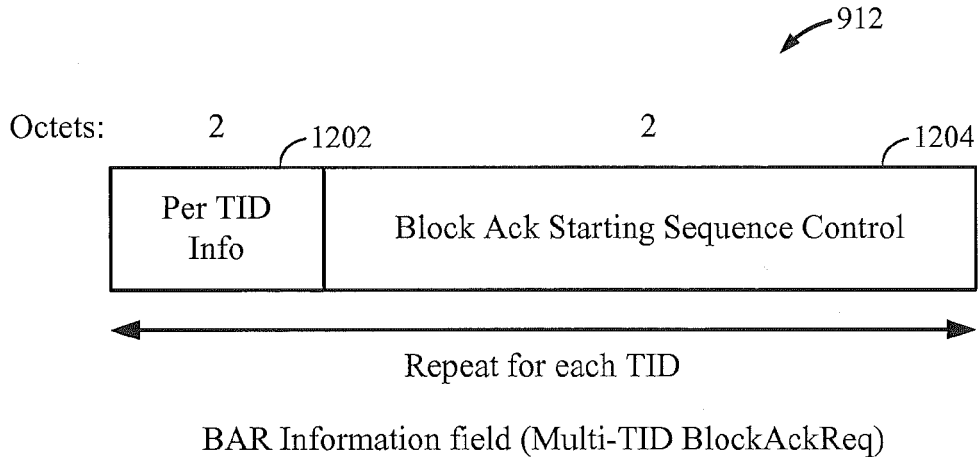 912
Octets: 2 2
1202 1204
Per TID
Info
Block Ack Starting Sequence Control
Repeat for each TID
BAR Information field (Multi-TID BlockAckReq)